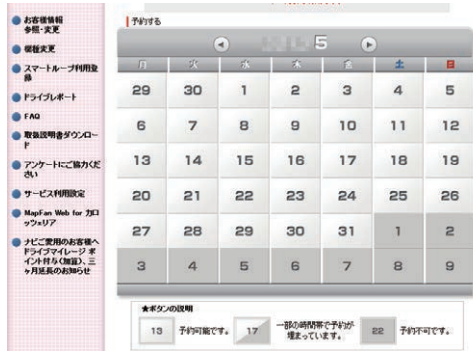 お客様情報
参照・変更
機種変更
スマートループ利用登
録
ドライブレポート
FAQ
取扱説明書ダウンロー
ド
アンケートにご協力くだ
さい
サービス利用設定
MapFan Web for カロ
ッツェリア
ナビご愛用のお客様へ
ドライブマイレージ ポ
イント付与(加算)、三
ヶ月延長のお知らせ
予約する
5
月 火 水 木 金 土 日
29 30 1 2 3 4 5
6 7 8 9 10 11 12
13 14 15 16 17 18 19
20 21 22 23 24 25 26
27 28 29 30 31 1 2
3 4 5 6 7 8 9
★ボタンの説明
13 予約可能です。 17 一部の時間帯で予約が
埋まっています。 22 予約不可です。